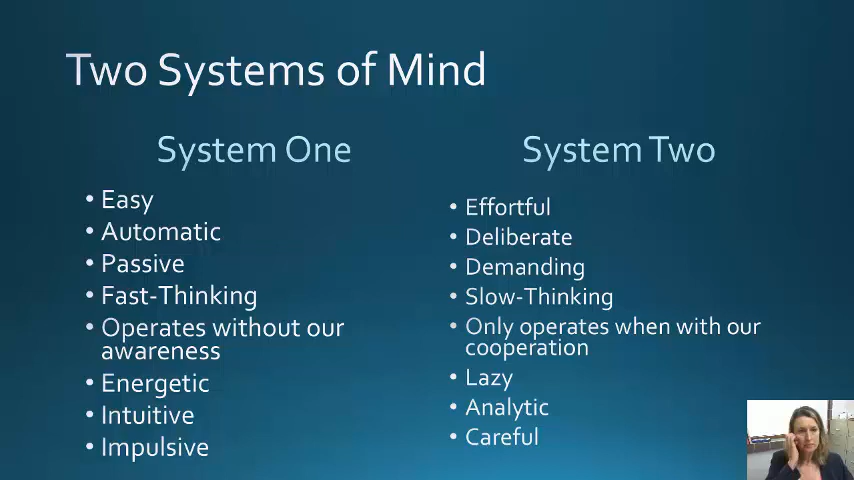 Two Systems of Mind
System One
• Easy
• Automatic
• Passive
• Fast-Thinking
• Operates without our
awareness
• Energetic
• Intuitive
• Impulsive
System Two
• Effortful
• Deliberate
• Demanding
• Slow-Thinking
• Only operates when with our
cooperation
• Lazy
• Analytic
• Careful